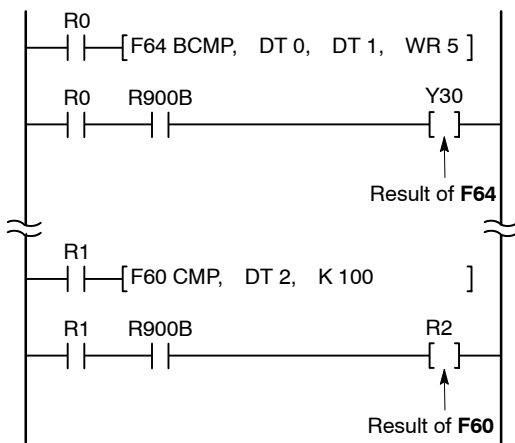 R0
[F64 BCMP, DT 0, DT 1, WR 5 ]
R0 R900B Y30
Result of F64
R1
[F60 CMP, DT 2, K 100 ]
R1 R900B R2
Result of F60